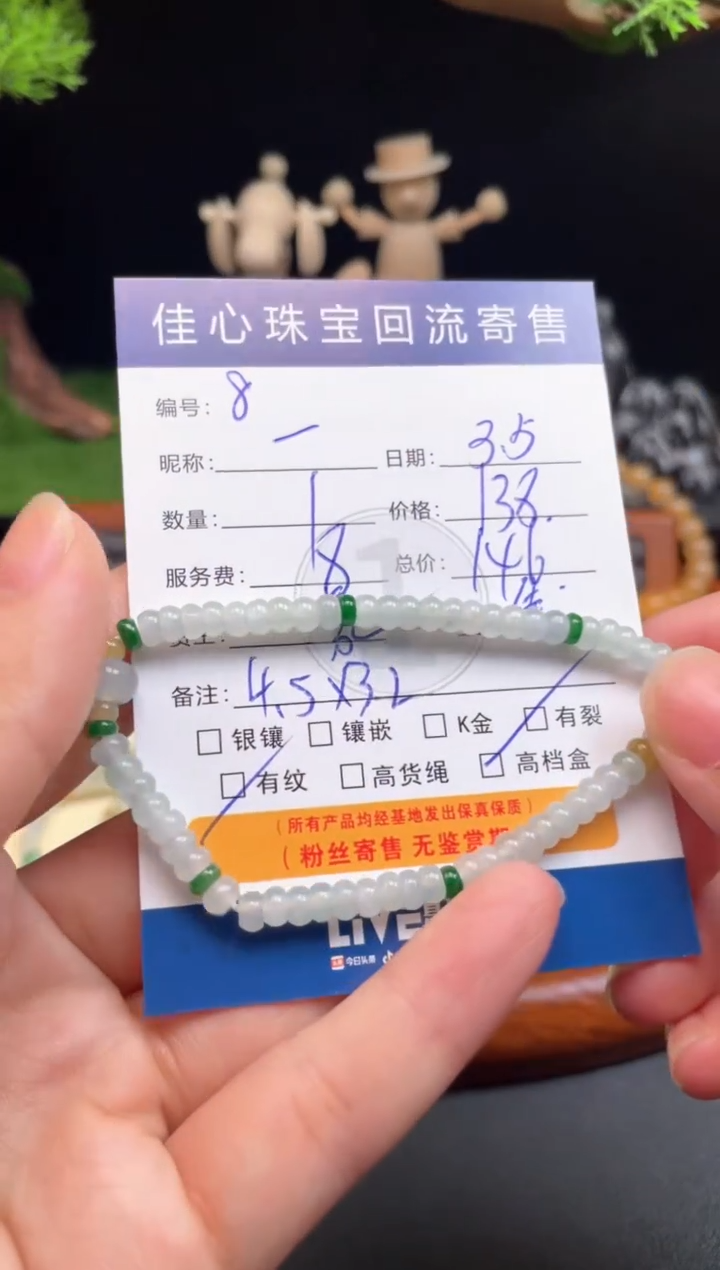 佳心珠宝回流寄售
编号: 8
昵称: 一 日期: 3.5
数量: 1 价格: 138.
服务费: 8 总价: 146
备注: 4.5X3.2
银镶 镶嵌 K金 有裂
有纹 高货绳 高档盒
(所有产品均经基地发出保真保质)
(粉丝寄售 无鉴赏期
LIVE
今日头条